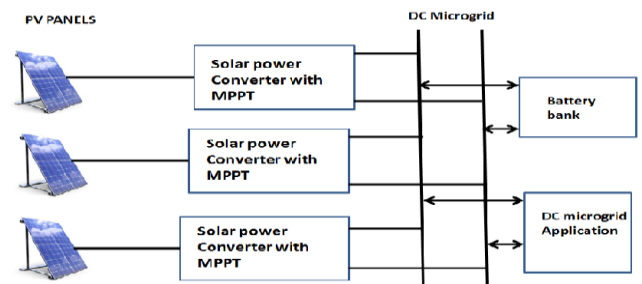 PV PANELS
DC Microgrid
Solar power
Converter with
MPPT
Battery
bank
Solar power
Converter with
MPPT
DC microgrid
Application
Solar power
Converter with
MPPT